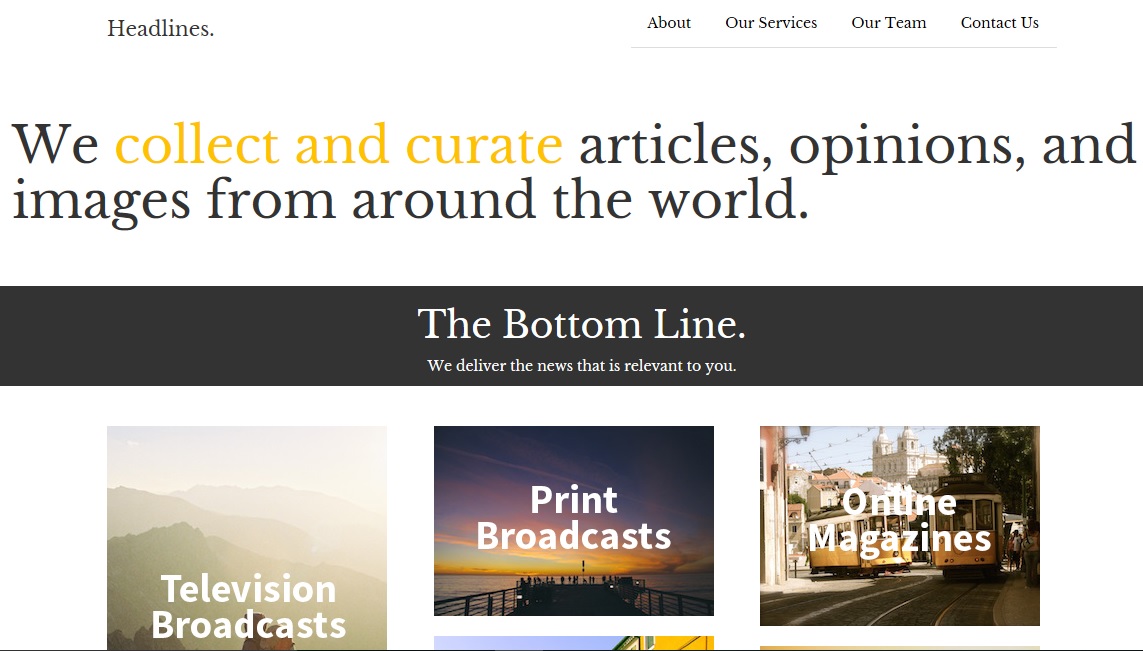 Headlines.
About Our Services Our Team Contact Us
We collect and curate articles, opinions, and
images from around the world.
The Bottom Line.
We deliver the news that is relevant to you.
Television
Broadcasts
Print
Broadcasts
Online
Magazines